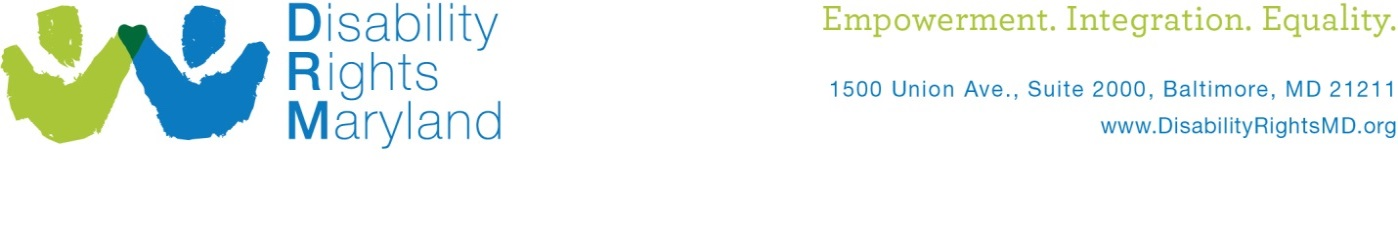 Disability
Rights
Maryland
Empowerment. Integration. Equality.
1500 Union Ave., Suite 2000, Baltimore, MD 21211
www.DisabilityRightsMD.org